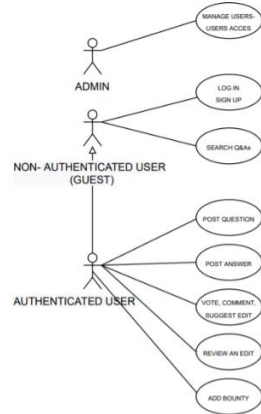 MANAGE USERS-
USERS ACCES
ADMIN
LOG IN
SIGN UP
SEARCH Q&As
NON- AUTHENTICATED USER
(GUEST)
POST QUESTION
POST ANSWER
AUTHENTICATED USER
VOTE, COMMENT,
SUGGEST EDIT
REVIEW AN EDIT
ADD BOUNTY